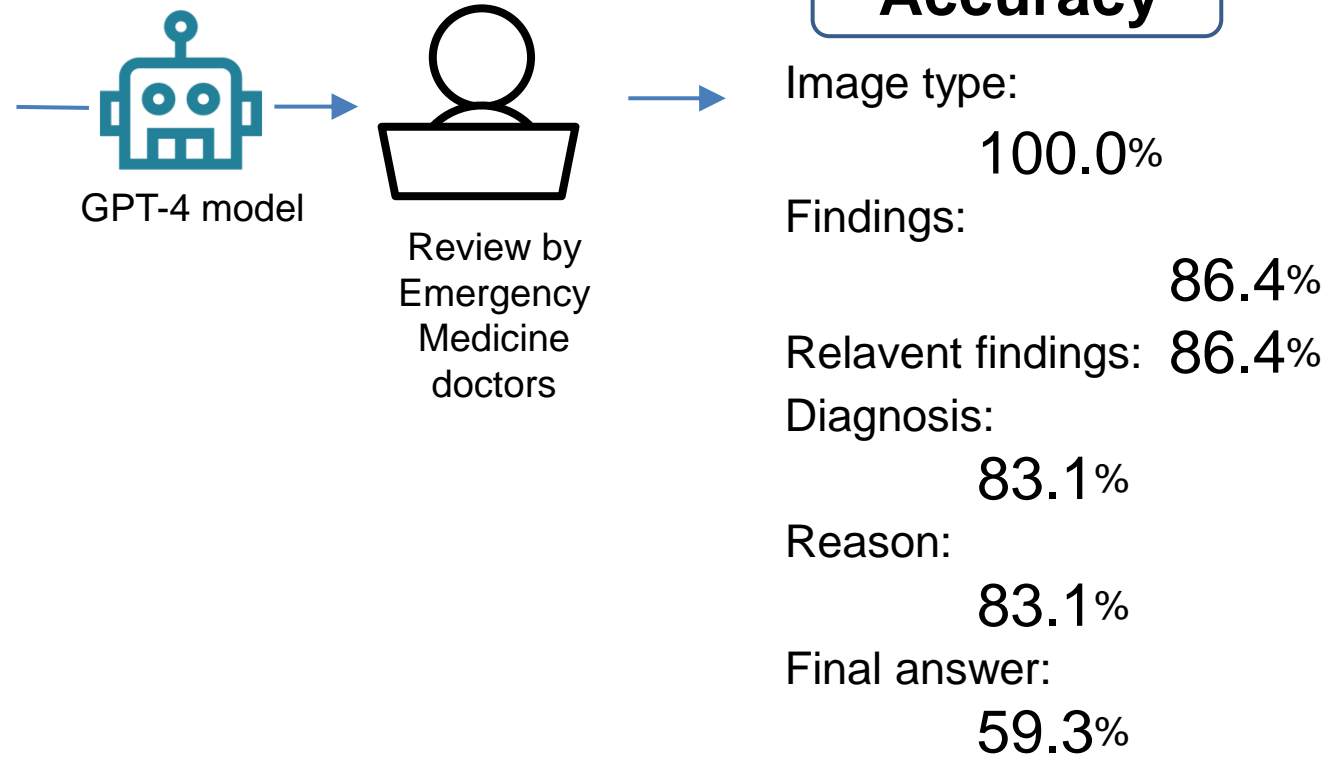 Accuracy
GPT-4 model
Review by
Emergency
Medicine
doctors
Image type:
100.0%
Findings:
86.4%
Relavent findings: 86.4%
Diagnosis:
83.1%
Reason:
83.1%
Final answer:
59.3%